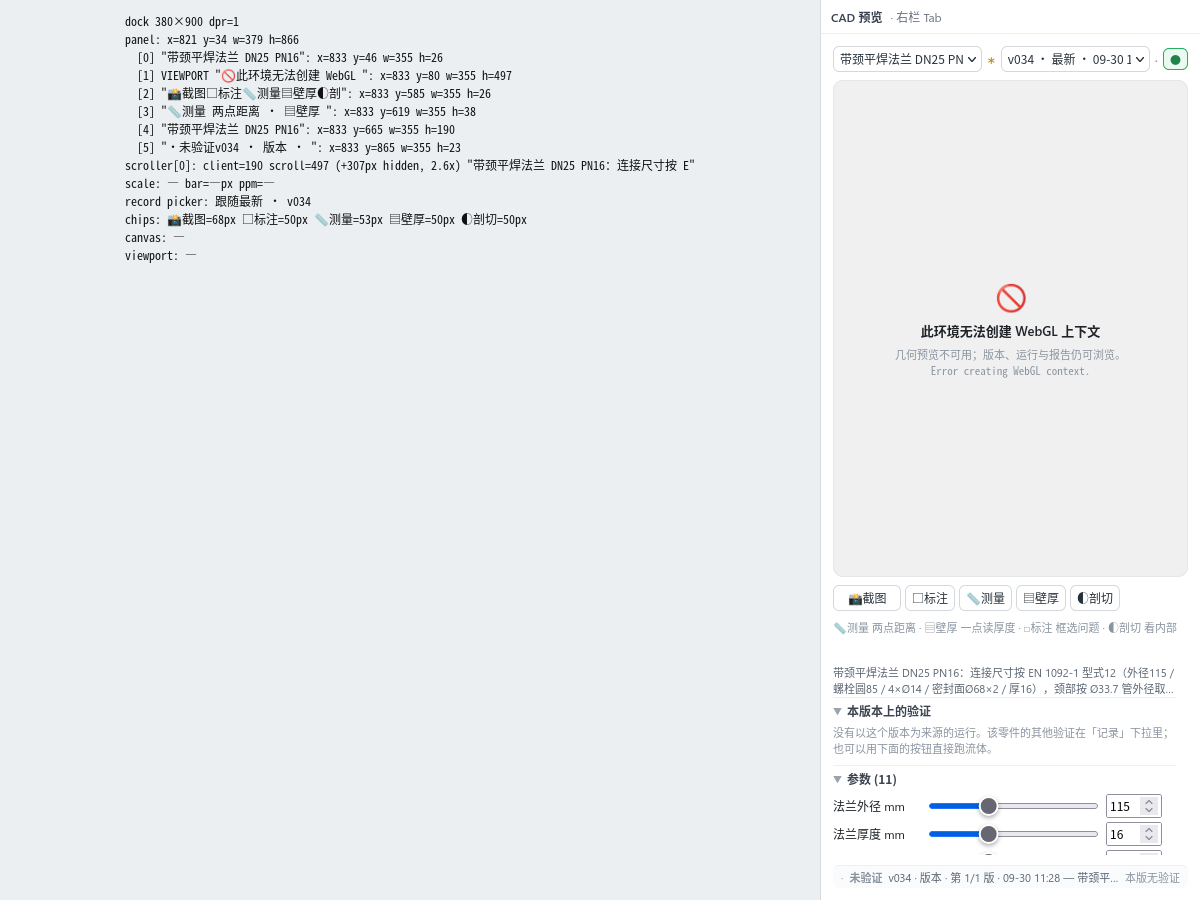 dock 380×900 dpr=1
panel: x=821 y=34 w=379 h=866
[0] "带颈平焊法兰 DN25 PN16": x=833 y=46 w=355 h=26
[1] VIEWPORT "🚫此环境无法创建 WebGL ": x=833 y=80 w=355 h=497
[2] "📸截图□标注📏测量▤壁厚◐剖": x=833 y=585 w=355 h=26
[3] "📏测量 两点距离 · ▤壁厚 ": x=833 y=619 w=355 h=38
[4] "带颈平焊法兰 DN25 PN16": x=833 y=665 w=355 h=190
[5] "·未验证v034 · 版本 · ": x=833 y=865 w=355 h=23
scroller[0]: client=190 scroll=497 (+307px hidden, 2.6x) "带颈平焊法兰 DN25 PN16：连接尺寸按 E"
scale: — bar=—px ppm=—
record picker: 跟随最新 · v034
chips: 📸截图=68px □标注=50px 📏测量=53px ▤壁厚=50px ◐剖切=50px
canvas: —
viewport: —
CAD 预览 · 右栏 Tab
带颈平焊法兰 DN25 PN * v034 · 最新 · 09-30 1 ·
🚫
此环境无法创建 WebGL 上下文
几何预览不可用；版本、运行与报告仍可浏览。
Error creating WebGL context.
📸截图 □标注 📏测量 ▤壁厚 ◐剖切
📏测量 两点距离 · ▤壁厚 一点读厚度 · □标注 框选问题 · ◐剖切 看内部
带颈平焊法兰 DN25 PN16：连接尺寸按 EN 1092-1 型式12（外径115 /
螺栓圆85 / 4×Ø14 / 密封面Ø68×2 / 厚16），颈部按 Ø33.7 管外径取...
▼ 本版本上的验证
没有以这个版本为来源的运行。该零件的其他验证在「记录」下拉里；
也可以用下面的按钮直接跑流体。
▼ 参数 (11)
法兰外径 mm 115
法兰厚度 mm 16
· 未验证 v034 · 版本 · 第 1/1 版 · 09-30 11:28 — 带颈平... 本版无验证